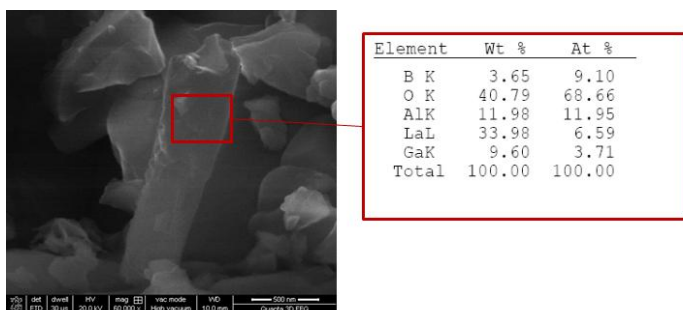 Element Wt % At %
B K 3.65 9.10
O K 40.79 68.66
AlK 11.98 11.95
LaL 33.98 6.59
GaK 9.60 3.71
Total 100.00 100.00
det dwell HV mag vac mode WD 500 nm
ETD 30 µs 20.0 kV 60 000 x High vacuum 10.0 mm Quanta 3D FEG